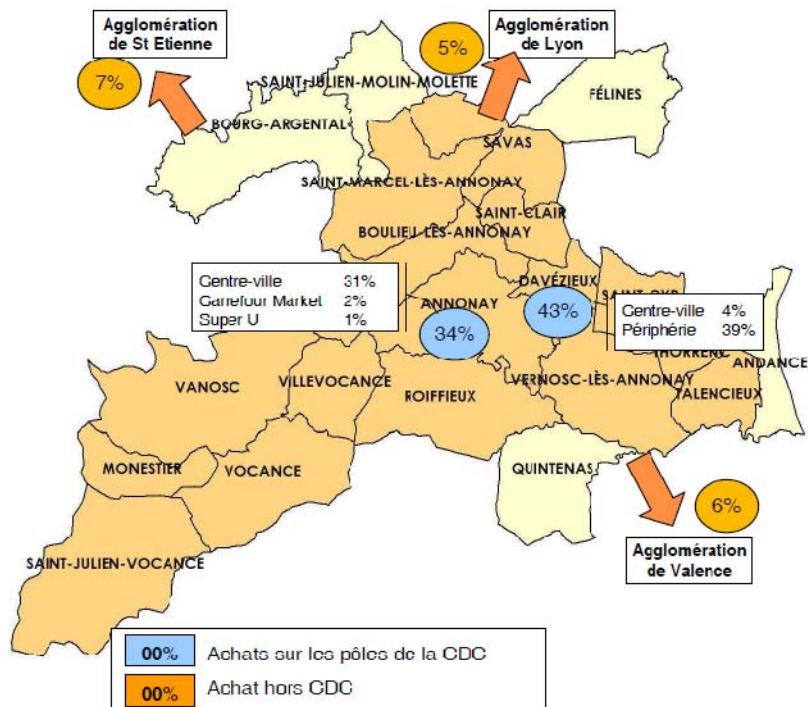 Agglomération
de St Etienne
7%
5%
Agglomération
de Lyon
SAINT-JULIEN-MOLIN-MOLETTE
FÉLINES
BOURG-ARGENTAL
SAVAS
SAINT-MARCEL-LÈS-ANNONAY
SAINT-CLAIR
BOULIEU-LÈS-ANNONAY
Centre-ville 31%
Carrefour Market 2%
Super U 1%
DAVÉZIEUX
ANNONAY
43%
34%
Centre-ville 4%
Périphérie 39%
THORRENC
ANDANCE
VANOSC
VILLEVOCANCE
ROIFFIEUX
VERNOSC-LÈS-ANNONAY
TALENCIEUX
MONESTIER
VOCANCE
QUINTENAS
6%
Agglomération
de Valence
SAINT-JULIEN-VOCANCE
00% Achats sur les pôles de la CDC
00% Achat hors CDC